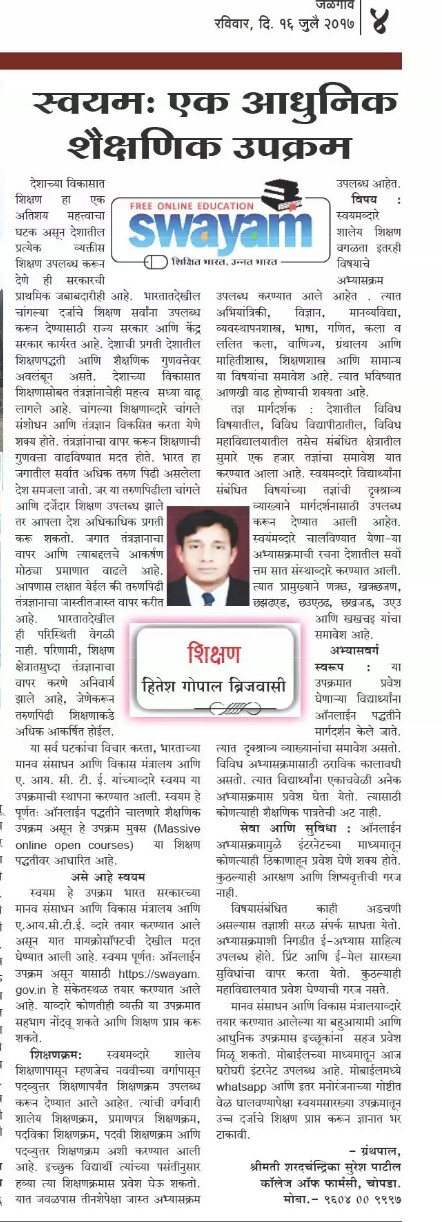 जळगाव
रविवार, दि. १६ जुलै २०१७
४
स्वयम: एक आधुनिक
शैक्षणिक उपक्रम
देशाच्या विकासात
शिक्षण हा एक
अतिशय महत्त्वाचा
घटक असून देशातील
प्रत्येक व्यक्तीस
शिक्षण उपलब्ध करून
देणे ही सरकारची
प्राथमिक जबाबदारीही आहे. भारतातदेखील
चांगल्या दर्जाचे शिक्षण सर्वांना उपलब्ध
करून देण्यासाठी राज्य सरकार आणि केंद्र
सरकार कार्यरत आहे. देशाची प्रगती देशातील
शिक्षणपद्धती आणि शैक्षणिक गुणवत्तेवर
अवलंबून असते. देशाच्या विकासात
शिक्षणासोबत तंत्रज्ञानाचेही महत्व सध्या वाढू
लागले आहे. चांगल्या शिक्षणाव्दारे चांगले
संशोधन आणि तंत्रज्ञान विकसित करता येणे
शक्य होते. तंत्रज्ञानाचा वापर करून शिक्षणाची
गुणवत्ता वाढविण्यात मदत होते. भारत हा
जगातील सर्वात अधिक तरुण पिढी असलेला
देश समजला जातो. जर या तरुणपिढीला चांगले
आणि दर्जेदार शिक्षण उपलब्ध झाले
तर आपला देश अधिकाधिक प्रगती
करू शकतो. जगात तंत्रज्ञानाचा
वापर आणि त्याबद्दलचे आकर्षण
मोठ्या प्रमाणात वाढले आहे.
आपणास लक्षात येईल की तरुणपिढी
तंत्रज्ञानाचा जास्तीतजास्त वापर करीत
आहे. भारतातदेखील
ही परिस्थिती वेगळी
नाही. परिणामी, शिक्षण
क्षेत्रातसुध्दा तंत्रज्ञानाचा
वापर करणे अनिवार्य
झाले आहे, जेणेकरून
तरुणपिढी शिक्षणाकडे
अधिक आकर्षित होईल.
या सर्व घटकांचा विचार करता, भारताच्या
मानव संसाधन आणि विकास मंत्रालय आणि
ए. आय. सी. टी. ई. यांच्याव्दारे स्वयम या
उपक्रमाची स्थापना करण्यात आली. स्वयम हे
पूर्णतः ऑनलाईन पद्धतीने चालणारे शैक्षणिक
उपक्रम असून हे उपक्रम मुक्स (Massive
online open courses) या शिक्षण
पद्धतीवर आधारित आहे.
असे आहे स्वयम
स्वयम हे उपक्रम भारत सरकारच्या
मानव संसाधन आणि विकास मंत्रालय आणि
ए.आय.सी.टी.ई. व्दारे तयार करण्यात आले
असून यात मायक्रोसॉफ्टची देखील मदत
घेण्यात आली आहे. स्वयम पूर्णतः ऑनलाईन
उपक्रम असून यासाठी https://swayam.
gov.in हे संकेतस्थळ तयार करण्यात आले
आहे. याव्दारे कोणतीही व्यक्ती या उपक्रमात
सहभाग नोंदवू शकते आणि शिक्षण प्राप्त करू
शकते.
शिक्षणक्रम: स्वयमव्दारे शालेय
शिक्षणापासून म्हणजेच नववीच्या वर्गापासून
पदव्युत्तर शिक्षणापर्यंत शिक्षणक्रम उपलब्ध
करून देण्यात आले आहेत. त्यांची वर्गवारी
शालेय शिक्षणक्रम, प्रमाणपत्र शिक्षणक्रम,
पदविका शिक्षणक्रम, पदवी शिक्षणक्रम आणि
पदव्युत्तर शिक्षणक्रम अशी करण्यात आली
आहे. इच्छुक विद्यार्थी त्यांच्या पसंतीनुसार
हव्या त्या शिक्षणक्रमास प्रवेश घेऊ शकतो.
यात जवळपास तीनशेपेक्षा जास्त अभ्यासक्रम
FREE ONLINE EDUCATION
swayam
शिक्षित भारत, उन्नत भारत
शिक्षण
हितेश गोपाल ब्रिजवासी
उपलब्ध आहेत.
विषय :
स्वयमव्दारे
शालेय शिक्षण
वगळता इतरही
विषयाचे
अभ्यासक्रम
उपलब्ध करण्यात आले आहेत . त्यात
अभियांत्रिकी, विज्ञान, मानव्यविद्या,
व्यवस्थापनशास्त्र, भाषा, गणित, कला व
ललित कला, वाणिज्य, ग्रंथालय आणि
माहितीशास्त्र, शिक्षणशास्त्र आणि सामान्य
या विषयांचा समावेश आहे. त्यात भविष्यात
आणखी वाढ होण्याची शक्यता आहे.
तज्ञ मार्गदर्शक : देशातील विविध
विषयातील, विविध विद्यापीठातील, विविध
महाविद्यालयातील तसेच संबंधित क्षेत्रातील
सुमारे एक हजार तज्ञांचा समावेश यात
करण्यात आला आहे. स्वयमव्दारे विद्यार्थ्यांना
संबंधित विषयांच्या तज्ञांची दृक्श्राव्य
व्याख्याने मार्गदर्शनासाठी उपलब्ध
करून देण्यात आली आहेत.
स्वयंमव्दारे चालविण्यात येणा-या
अभ्यासक्रमाची रचना देशातील सर्वो
त्तम सात संस्थाव्दारे करण्यात आली.
त्यात प्रामुख्याने णऋउ, खऋक्षजण,
छझढएङ, छउएठढ, छखजड, उएउ
आणि खखचइ यांचा
समावेश आहे.
अभ्यासवर्ग
स्वरूप : या
उपक्रमात प्रवेश
घेणाऱ्या विद्यार्थ्यांना
ऑनलाईन पद्धतीने
मार्गदर्शन केले जाते.
त्यात दृक्श्राव्य व्याख्यानांचा समावेश असतो.
विविध अभ्यासक्रमासाठी ठराविक कालावधी
असतो. त्यात विद्यार्थ्यांना एकाचवेळी अनेक
अभ्यासक्रमास प्रवेश घेता येतो. त्यासाठी
कोणत्याही शैक्षणिक पात्रतेची अट नाही.
सेवा आणि सुविधा : ऑनलाईन
अभ्यासक्रमामुळे इंटरनेटच्या माध्यमातून
कोणत्याही ठिकाणाहून प्रवेश घेणे शक्य होते.
कुठल्याही आरक्षण आणि शिष्यवृत्तीची गरज
नाही.
विषयासंबंधित काही अडचणी
असल्यास तज्ञाशी सरळ संपर्क साधता येतो.
अभ्यासक्रमाशी निगडीत ई-अभ्यास साहित्य
उपलब्ध होते. प्रिंट आणि ई-मेल सारख्या
सुविधांचा वापर करता येतो. कुठल्याही
महाविद्यालयात प्रवेश घेण्याची गरज नसते.
मानव संसाधन आणि विकास मंत्रालयाव्दारे
तयार करण्यात आलेल्या या बहुआयामी आणि
आधुनिक उपक्रमास इच्छूकांना सहज प्रवेश
मिळू शकतो. मोबाईलच्या माध्यमातून आज
घरोघरी इंटरनेट उपलब्ध आहे. मोबाईलमध्ये
whatsapp आणि इतर मनोरंजनाच्या गोष्टीत
वेळ घालवण्यापेक्षा स्वयमसारख्या उपक्रमातून
उच्च दर्जाचे शिक्षण प्राप्त करून ज्ञानात भर
टाकावी.
– ग्रंथपाल,
श्रीमती शरदचंद्रिका सुरेश पाटील
कॉलेज ऑफ फार्मसी, चोपडा.
मोबा.- ९६०४ ०० ९९९७